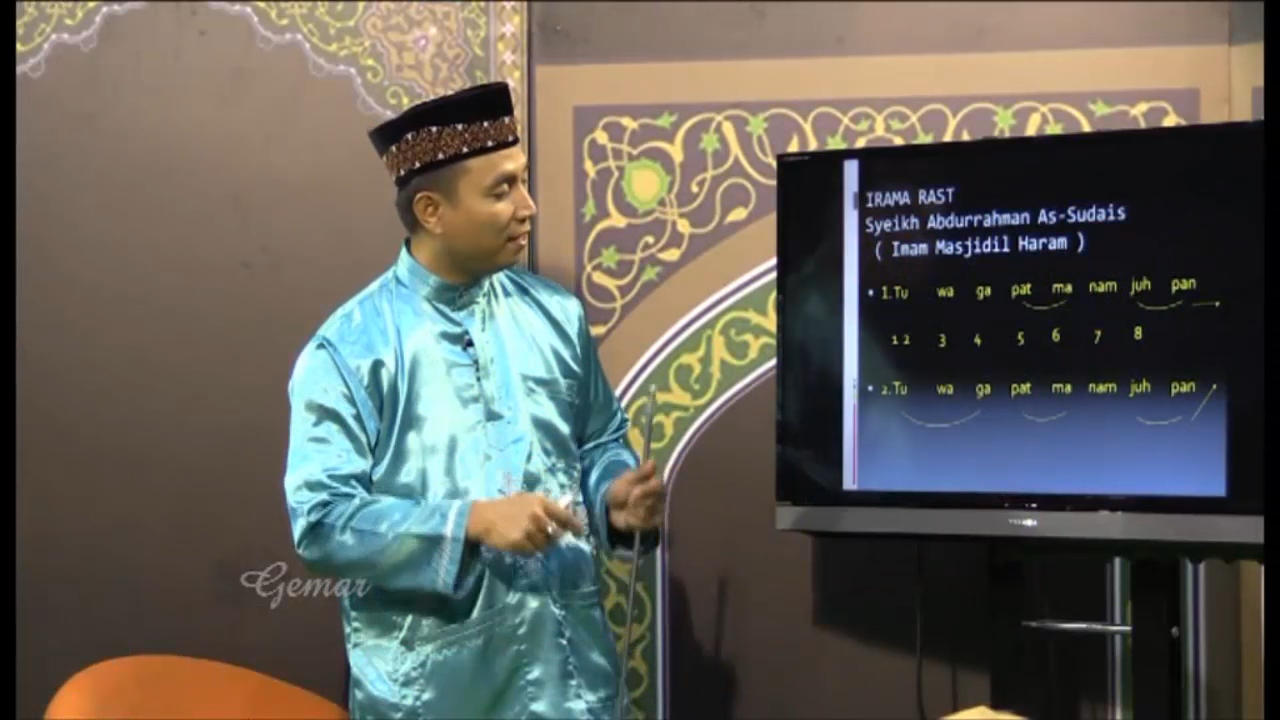 IRAMA RAST
Syeikh Abdurrahman As-Sudais
( Imam Masjidil Haram )
• 1.Tu wa ga pat ma nam juh pan
1 2 3 4 5 6 7 8
• 2.Tu wa ga pat ma nam juh pan
Gemar